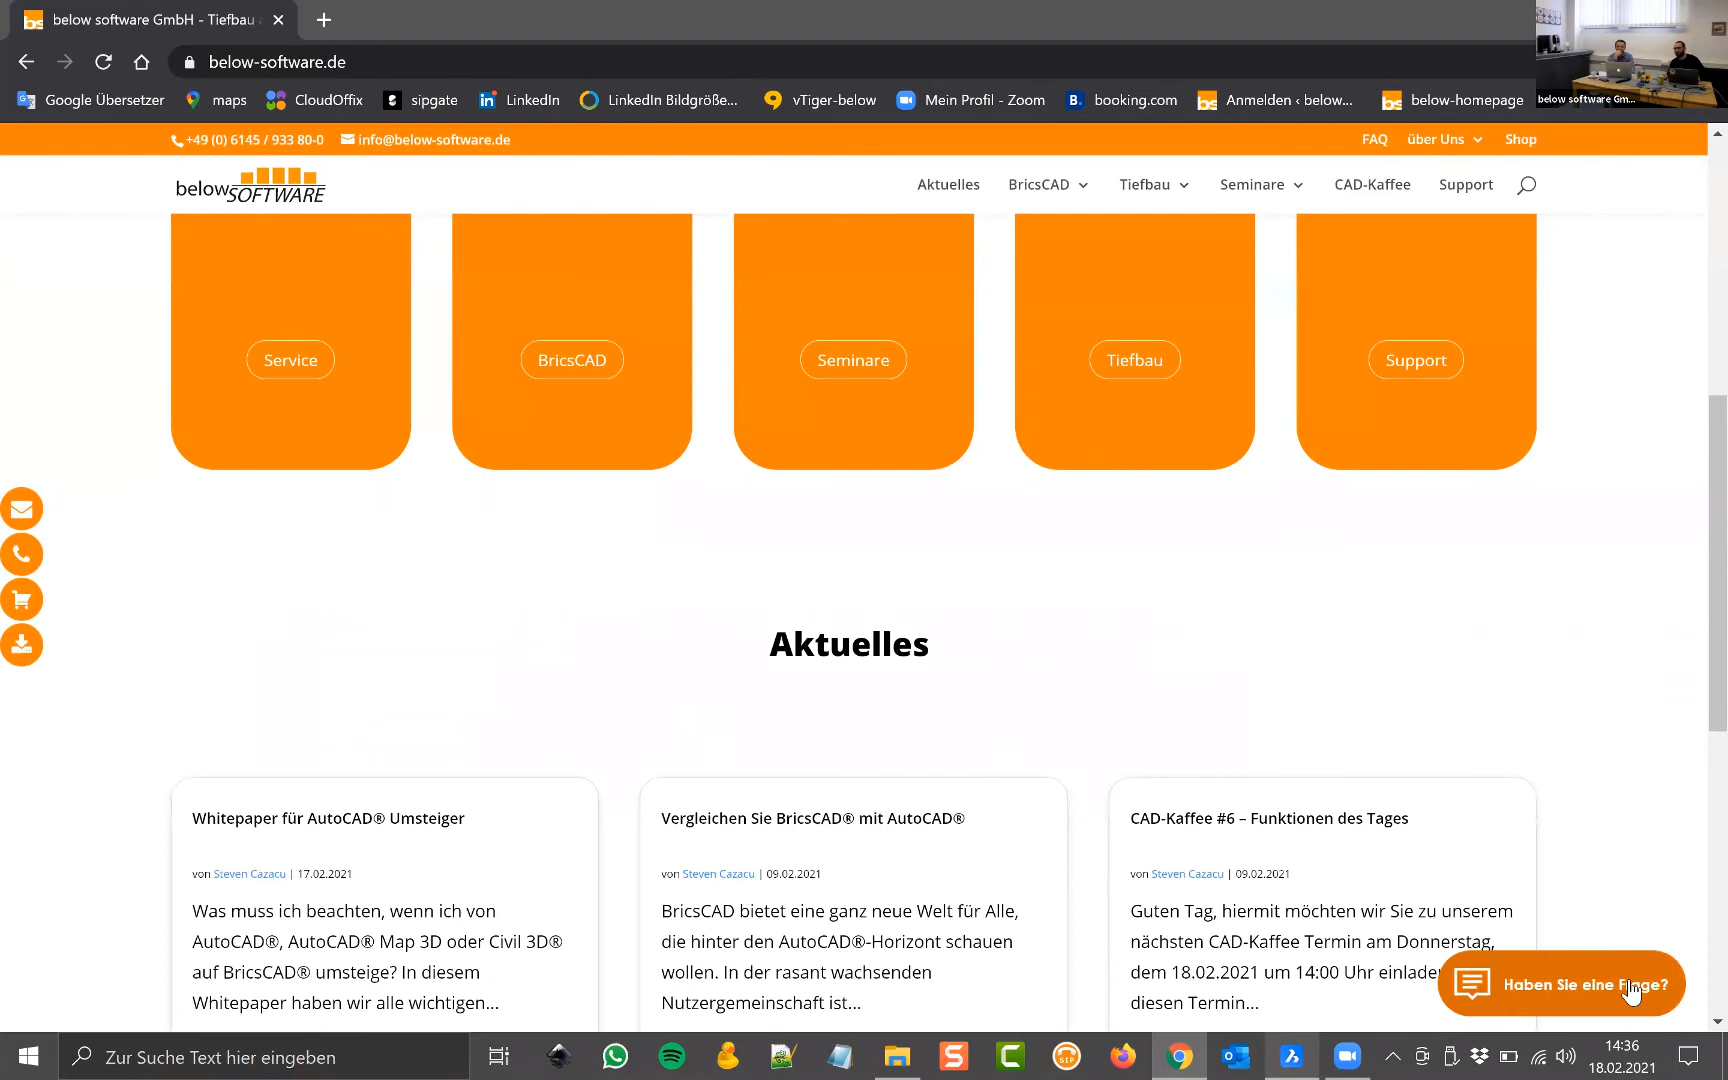 below software GmbH - Tiefbau
below-software.de
Google Übersetzer
maps
CloudOffix
sipgate
LinkedIn
LinkedIn Bildgröße...
vTiger-below
Mein Profil - Zoom
booking.com
Anmelden ‹ below...
below-homepage
below software Gm...
+49 (0) 6145 / 933 80-0
info@below-software.de
FAQ
über Uns
Shop
belowSOFTWARE
Aktuelles
BricsCAD
Tiefbau
Seminare
CAD-Kaffee
Support
Service
BricsCAD
Seminare
Tiefbau
Support
Aktuelles
Whitepaper für AutoCAD® Umsteiger
von Steven Cazacu | 17.02.2021
Was muss ich beachten, wenn ich von
AutoCAD®, AutoCAD® Map 3D oder Civil 3D®
auf BricsCAD® umsteige? In diesem
Whitepaper haben wir alle wichtigen...
Vergleichen Sie BricsCAD® mit AutoCAD®
von Steven Cazacu | 09.02.2021
BricsCAD bietet eine ganz neue Welt für Alle,
die hinter den AutoCAD®-Horizont schauen
wollen. In der rasant wachsenden
Nutzergemeinschaft ist...
CAD-Kaffee #6 – Funktionen des Tages
von Steven Cazacu | 09.02.2021
Guten Tag, hiermit möchten wir Sie zu unserem
nächsten CAD-Kaffee Termin am Donnerstag,
dem 18.02.2021 um 14:00 Uhr einladen
diesen Termin...
Haben Sie eine Frage?
Zur Suche Text hier eingeben
14:36
18.02.2021